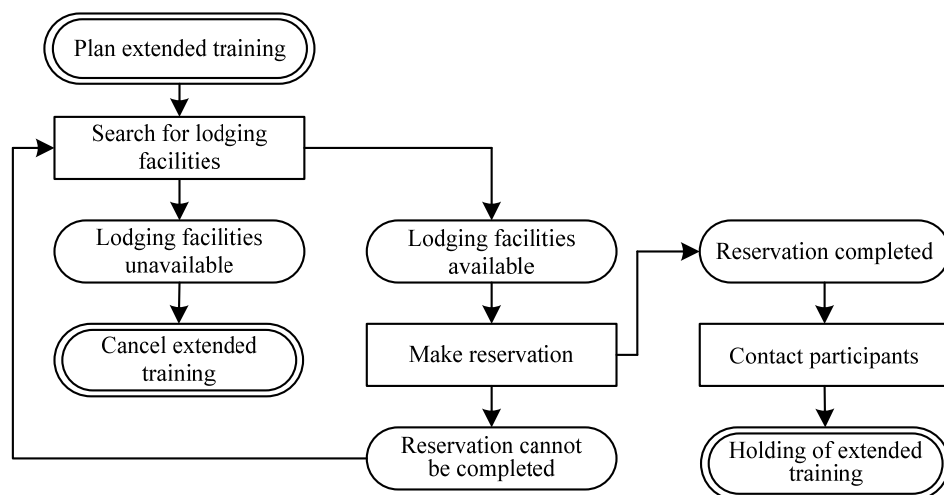 Plan extended training
Search for lodging
facilities
Lodging facilities
unavailable
Cancel extended
training
Lodging facilities
available
Make reservation
Reservation cannot
be completed
Reservation completed
Contact participants
Holding of extended
training